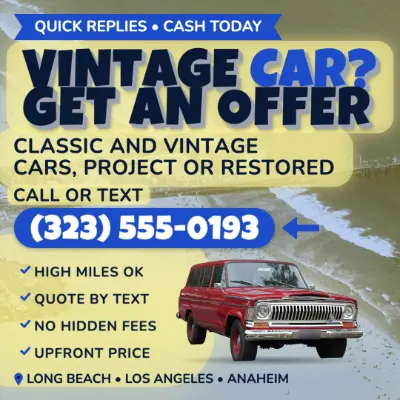 QUICK REPLIES • CASH TODAY
VINTAGE CAR?
GET AN OFFER
CLASSIC AND VINTAGE
CARS, PROJECT OR RESTORED
CALL OR TEXT
(323) 555-0193
HIGH MILES OK
QUOTE BY TEXT
NO HIDDEN FEES
UPFRONT PRICE
LONG BEACH • LOS ANGELES • ANAHEIM